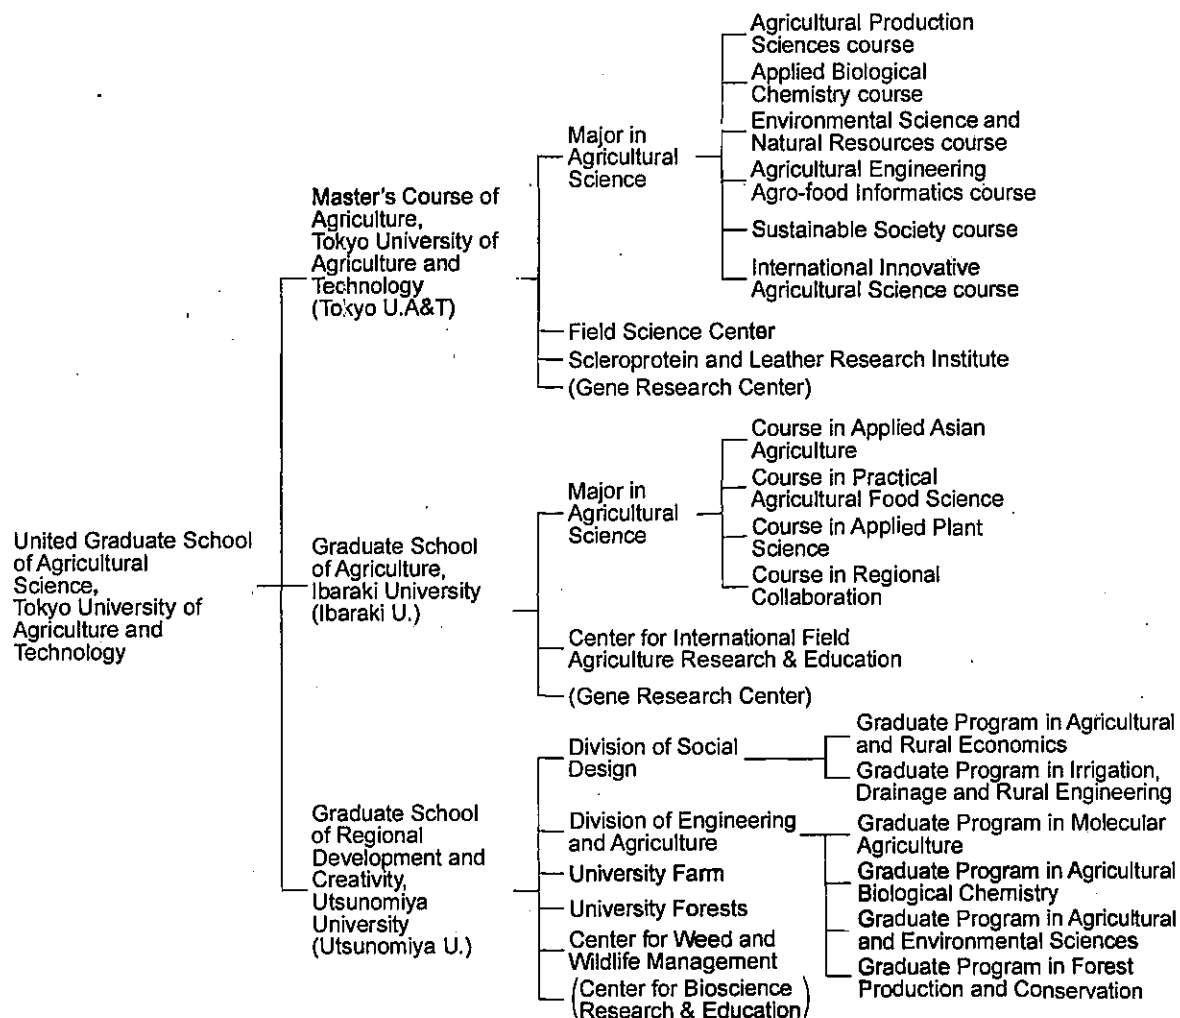 United Graduate School
of Agricultural
Science,
Tokyo University of
Agriculture and
Technology
Master's Course of
Agriculture,
Tokyo University of
Agriculture and
Technology
(Tokyo U.A&T)
Major in
Agricultural
Science
Agricultural Production
Sciences course
Applied Biological
Chemistry course
Environmental Science and
Natural Resources course
Agricultural Engineering
Agro-food Informatics course
Sustainable Society course
International Innovative
Agricultural Science course
Field Science Center
Scleroprotein and Leather Research Institute
(Gene Research Center)
Graduate School
of Agriculture,
Ibaraki University
(Ibaraki U.)
Major in
Agricultural
Science
Course in Applied Asian
Agriculture
Course in Practical
Agricultural Food Science
Course in Applied Plant
Science
Course in Regional
Collaboration
Center for International Field
Agriculture Research & Education
(Gene Research Center)
Graduate School
of Regional
Development and
Creativity,
Utsunomiya
University
(Utsunomiya U.)
Division of Social
Design
Graduate Program in Agricultural
and Rural Economics
Graduate Program in Irrigation,
Drainage and Rural Engineering
Division of Engineering
and Agriculture
Graduate Program in Molecular
Agriculture
Graduate Program in Agricultural
Biological Chemistry
Graduate Program in Agricultural
and Environmental Sciences
Graduate Program in Forest
Production and Conservation
University Farm
University Forests
Center for Weed and
Wildlife Management
(Center for Bioscience
Research & Education)